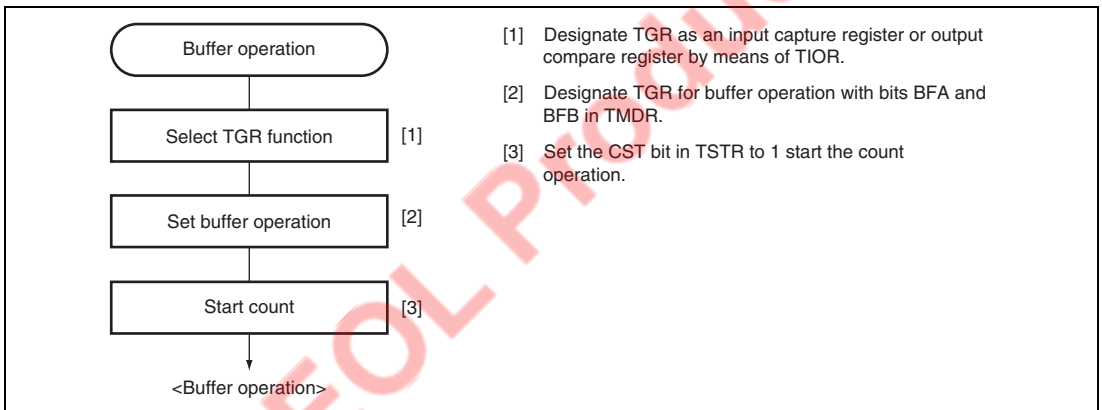 Buffer operation
Select TGR function
[1]
Set buffer operation
[2]
Start count
[3]
<Buffer operation>
[1] Designate TGR as an input capture register or output
compare register by means of TIOR.
[2] Designate TGR for buffer operation with bits BFA and
BFB in TMDR.
[3] Set the CST bit in TSTR to 1 start the count
operation.
EOL Product